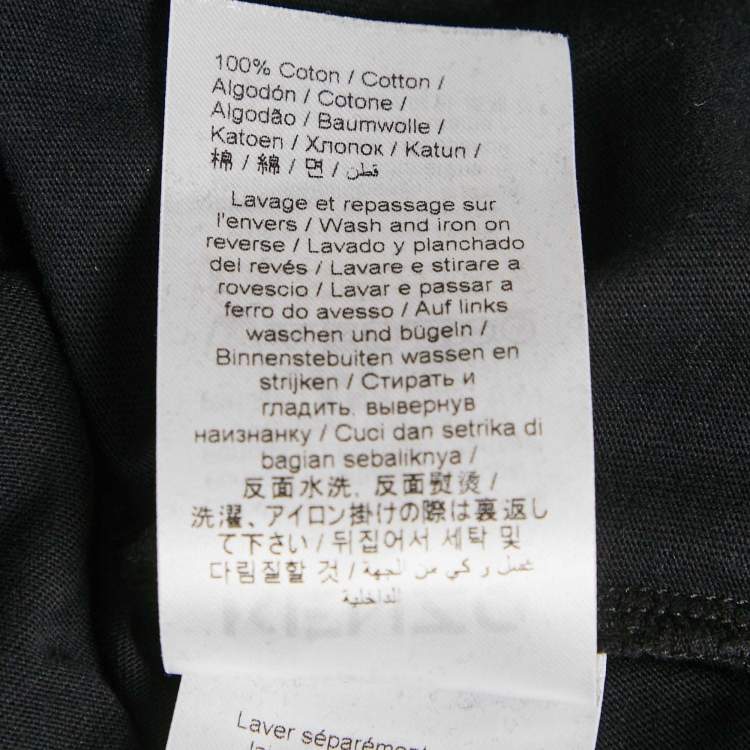 100% Coton / Cotton /
Algodón / Cotone /
Algodão / Baumwolle /
Katoen / Хлопок / Katun /
棉 / 綿 / 면 / قطن
Lavage et repassage sur
l'envers / Wash and iron on
reverse / Lavado y planchado
del revés / Lavare e stirare a
rovescio / Lavar e passar a
ferro do avesso / Auf links
waschen und bügeln /
Binnenstebuiten wassen en
strijken / Стирать и
гладить, вывернув
наизнанку / Cuci dan setrika di
bagian sebaliknya /
反面水洗, 反面熨烫 /
洗濯、アイロン掛けの際は裏返し
て下さい / 뒤집어서 세탁 및
다림질할 것 / غسل و كي من الجهة
الداخلية
Laver séparément